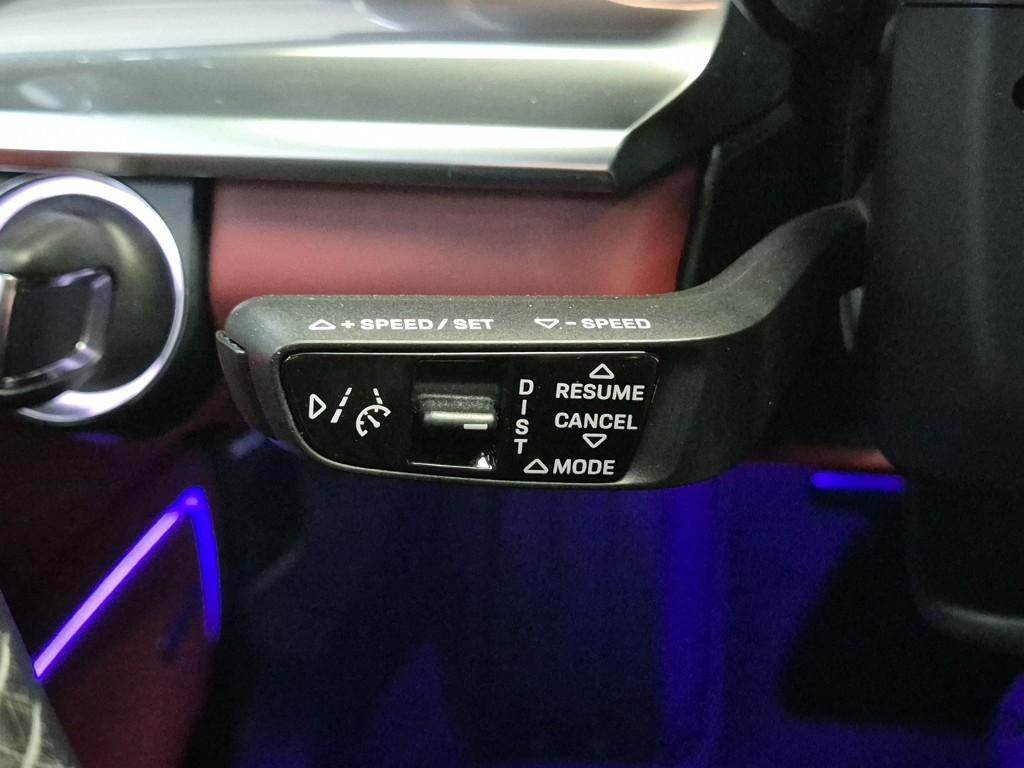 + SPEED / SET
- SPEED
DIST
RESUME
CANCEL
MODE